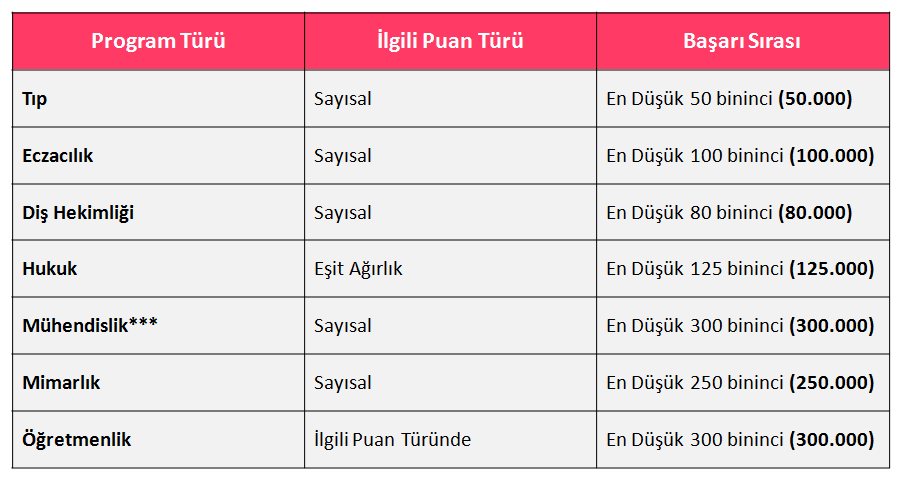 Program Türü İlgili Puan Türü Başarı Sırası
Tıp Sayısal En Düşük 50 bininci (50.000)
Eczacılık Sayısal En Düşük 100 bininci (100.000)
Diş Hekimliği Sayısal En Düşük 80 bininci (80.000)
Hukuk Eşit Ağırlık En Düşük 125 bininci (125.000)
Mühendislik*** Sayısal En Düşük 300 bininci (300.000)
Mimarlık Sayısal En Düşük 250 bininci (250.000)
Öğretmenlik İlgili Puan Türünde En Düşük 300 bininci (300.000)